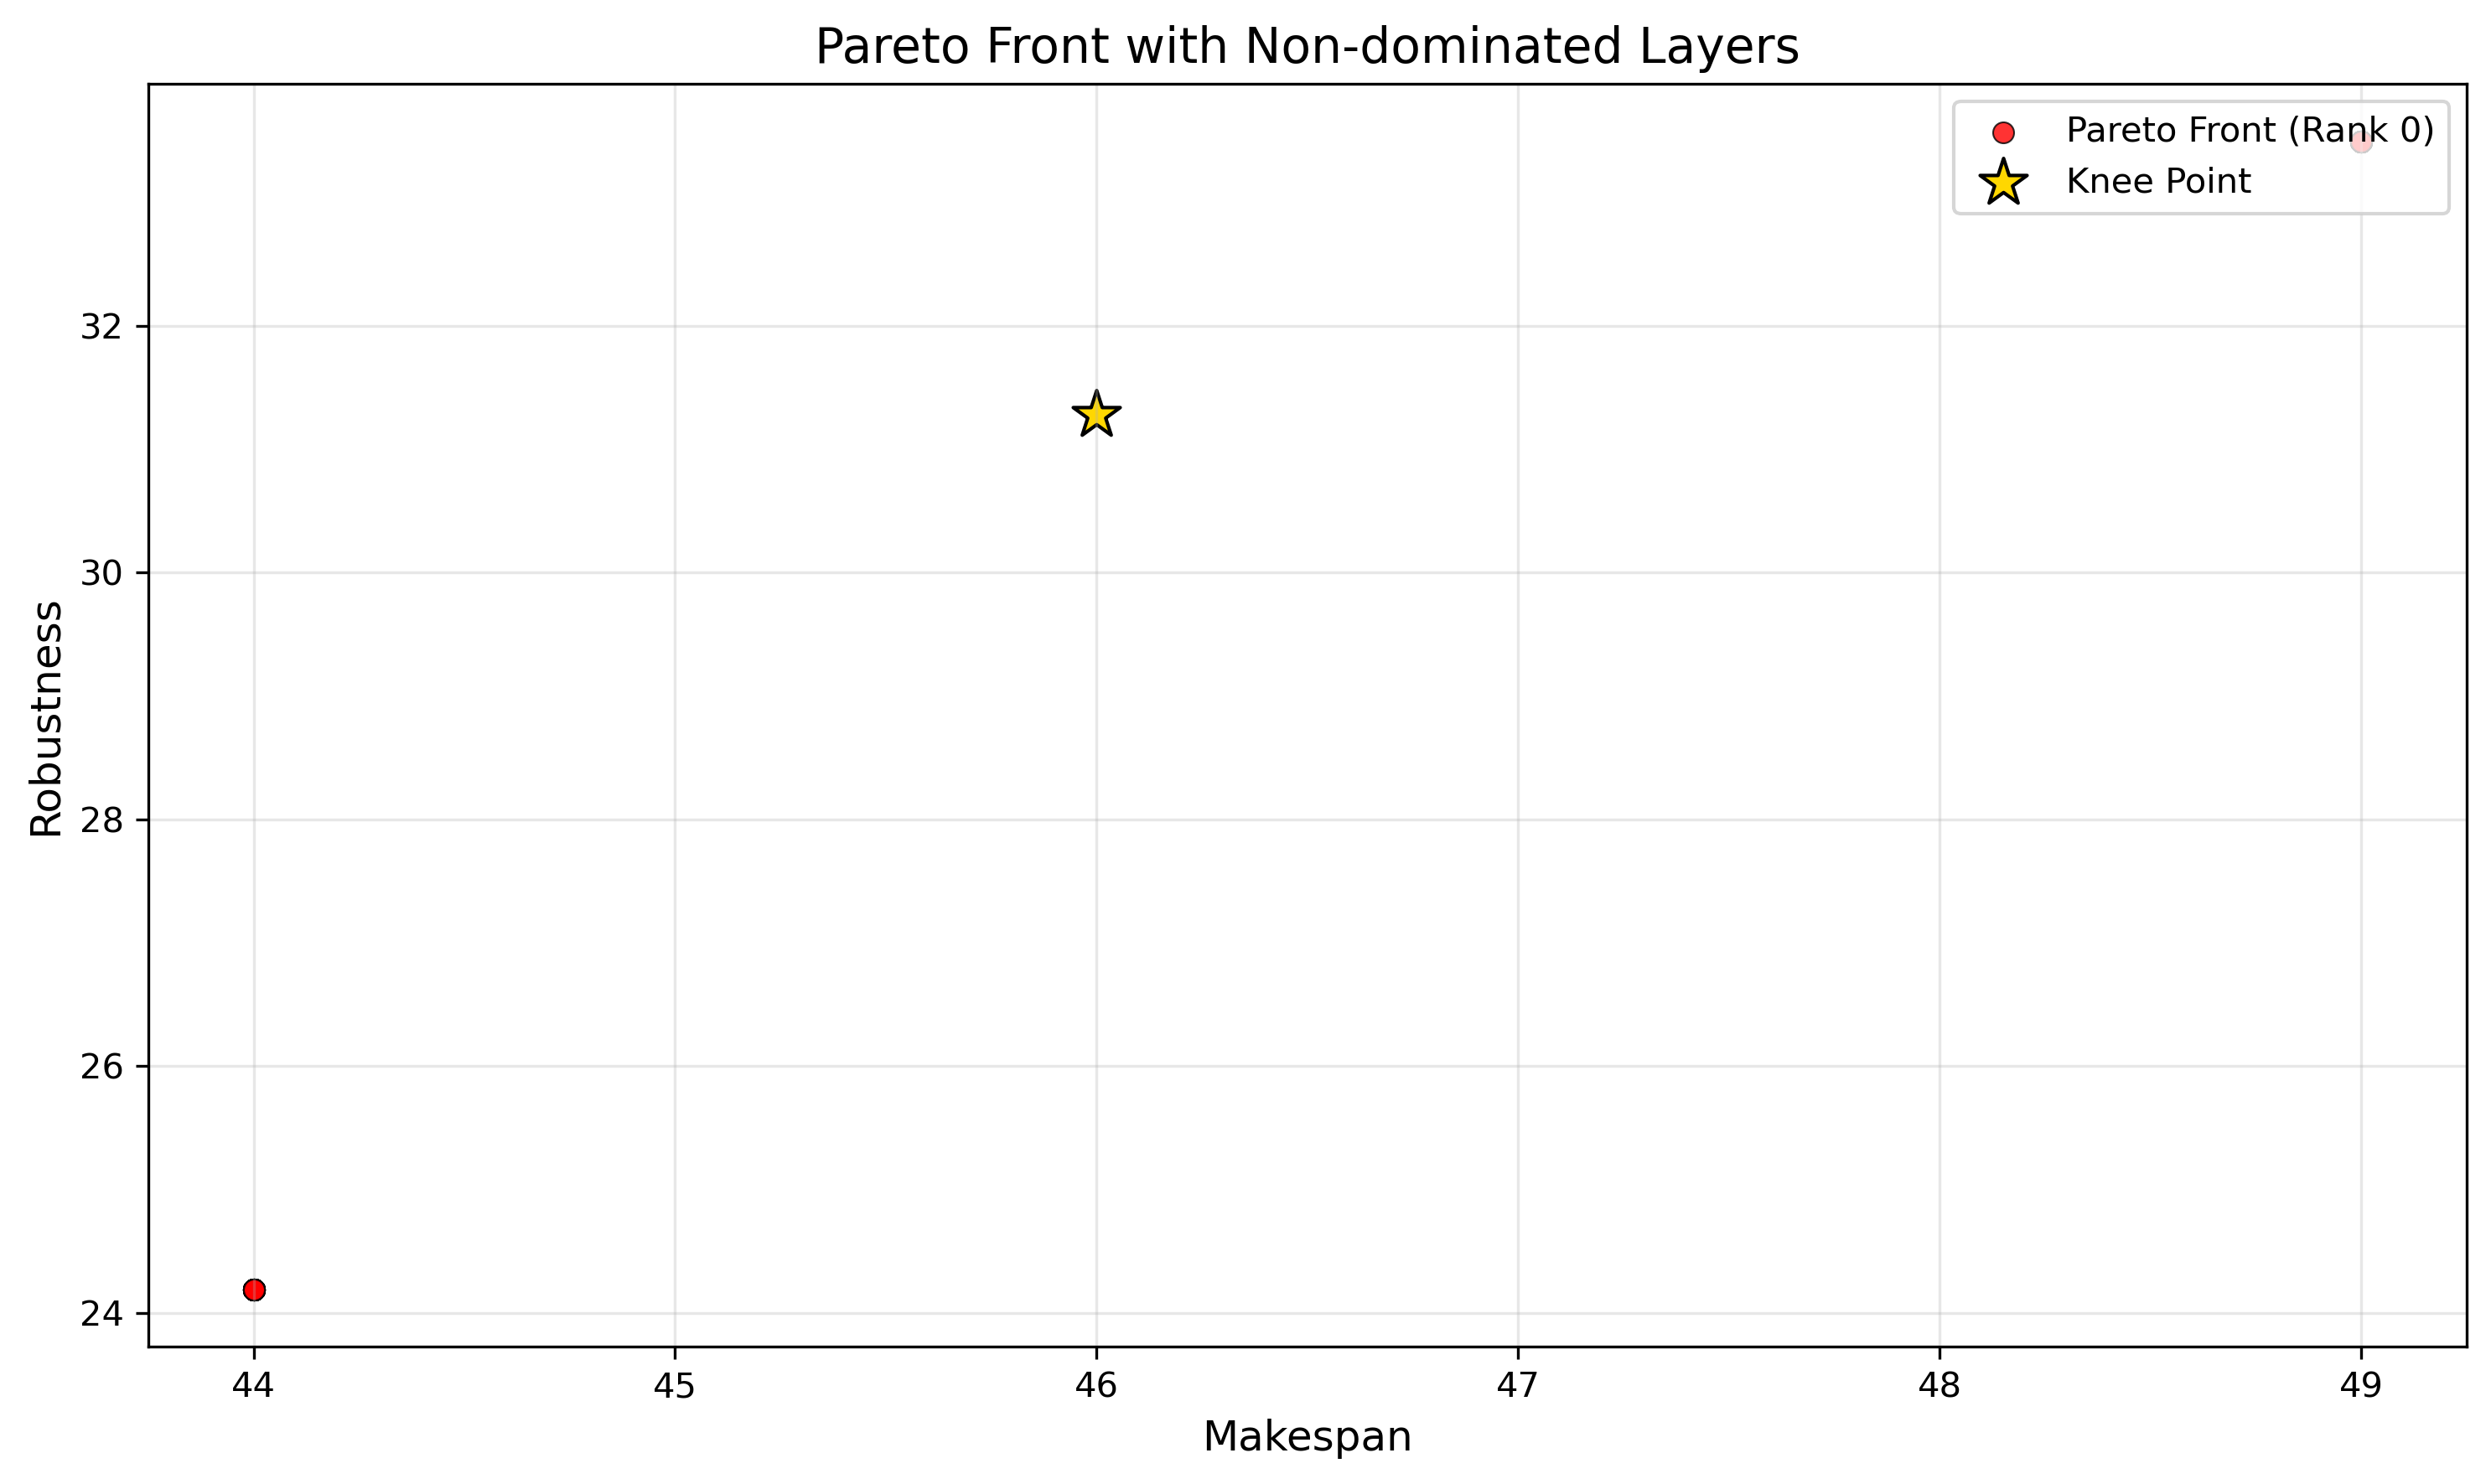 Pareto Front with Non-dominated Layers
Pareto Front (Rank 0)
Knee Point
Robustness
32
30
28
26
24
44 45 46 47 48 49
Makespan